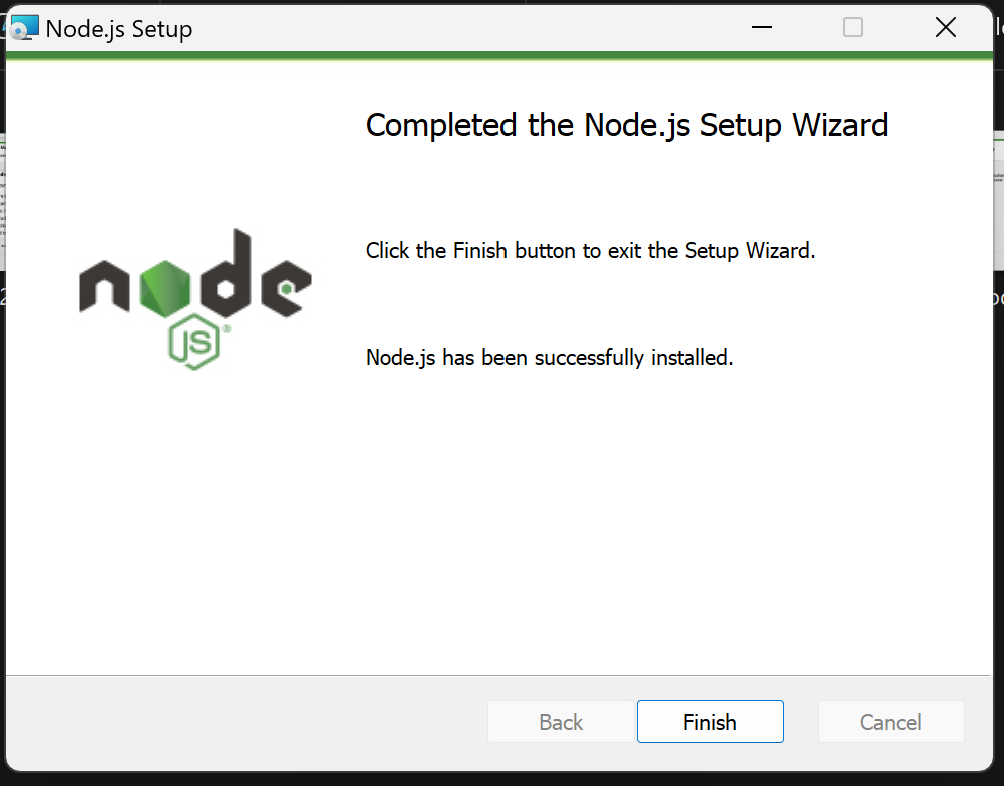 Node.js Setup
Completed the Node.js Setup Wizard
Click the Finish button to exit the Setup Wizard.
node
JS®
Node.js has been successfully installed.
Back
Finish
Cancel